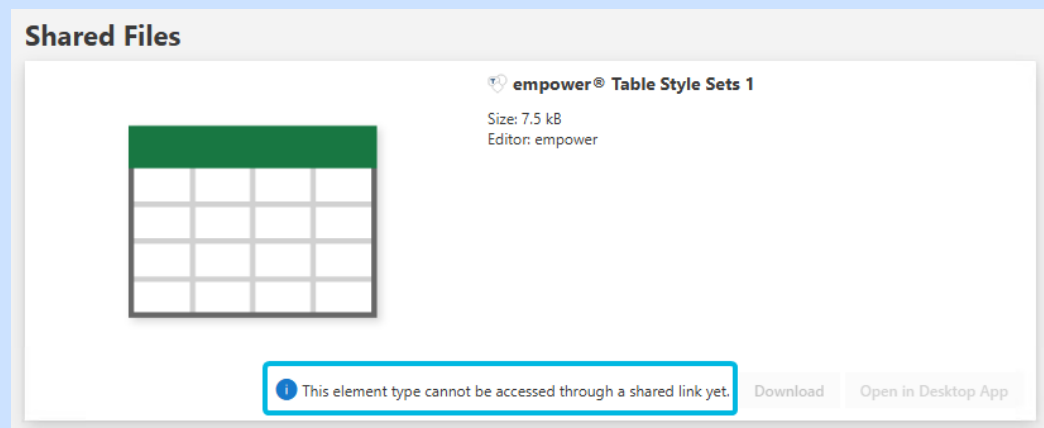 Shared Files
empower® Table Style Sets 1
Size: 7.5 kB
Editor: empower
This element type cannot be accessed through a shared link yet.
Download
Open in Desktop App